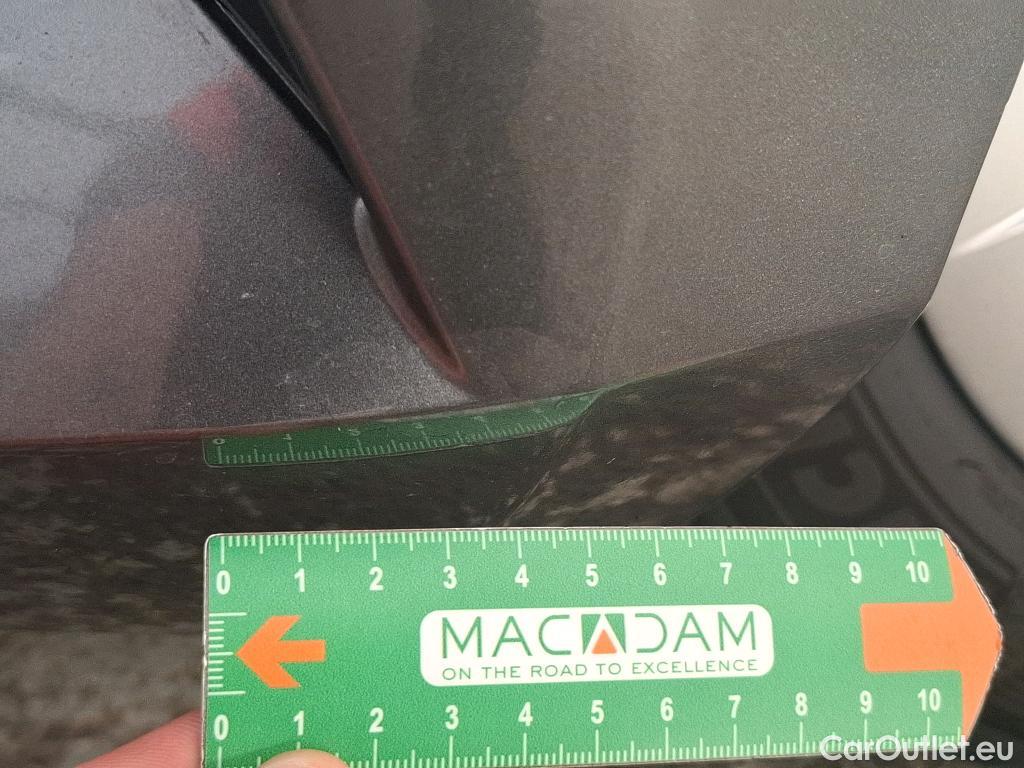 0 1 2 3 4 5 6 7 8 9 10
MACADAM
ON THE ROAD TO EXCELLENCE
0 1 2 3 4 5 6 7 8 9 10
CarOutlet.eu